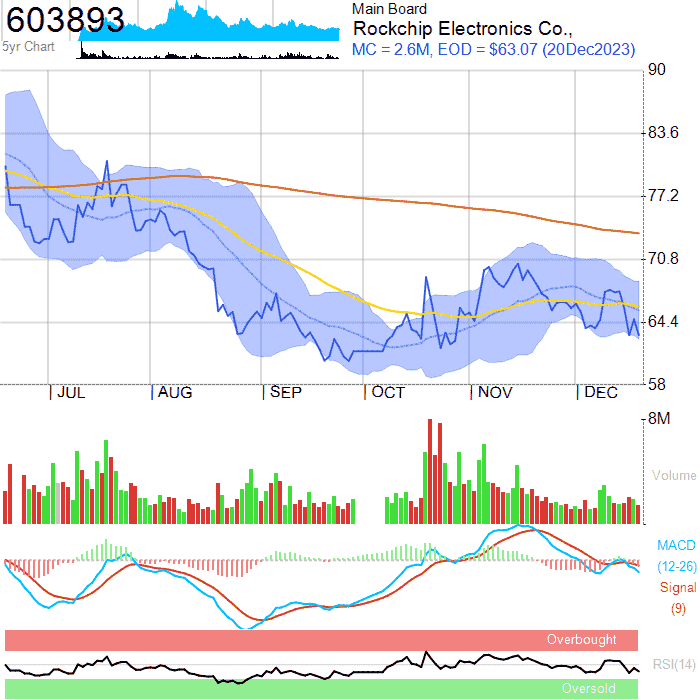 603893
5yr Chart
Main Board
Rockchip Electronics Co.,
MC = 2.6M, EOD = $63.07 (20Dec2023)
90
83.6
77.2
70.8
64.4
58
| JUL | AUG | SEP | OCT | NOV | DEC
8M
Volume
MACD
(12-26)
Signal
(9)
Overbought
RSI(14)
Oversold